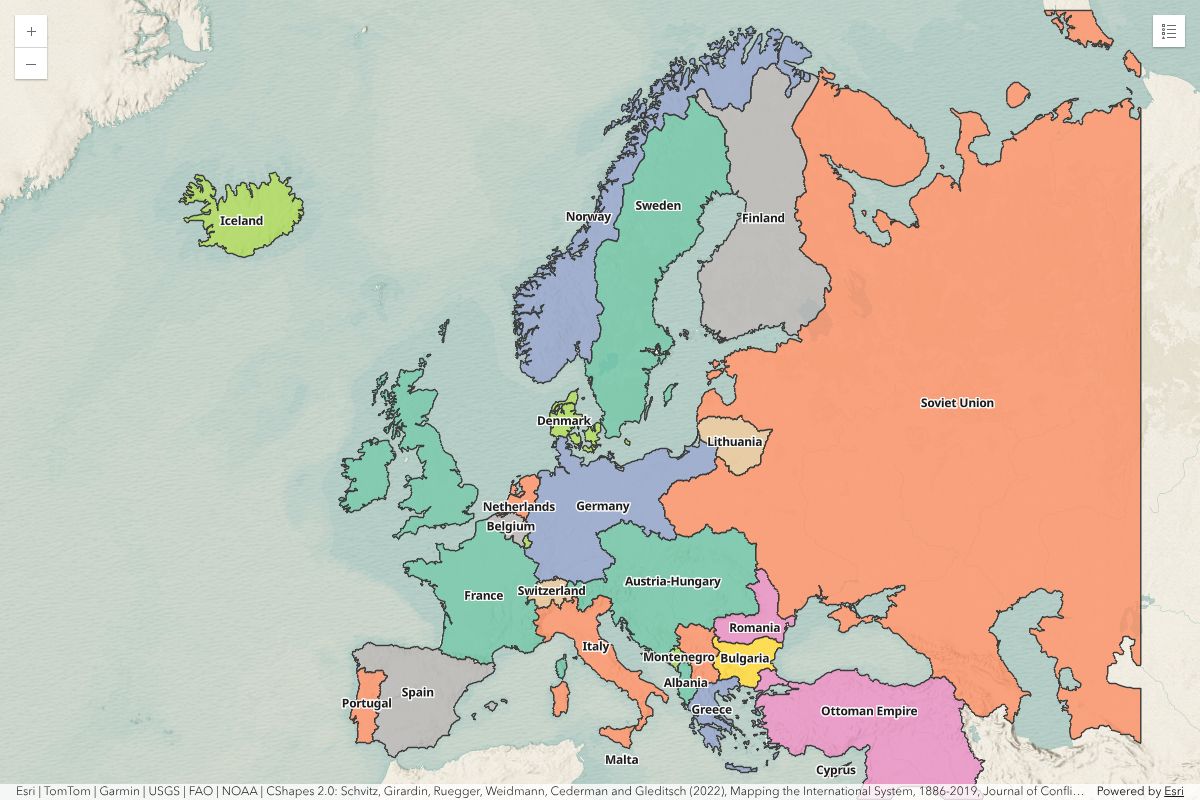 +
−
Iceland
Norway
Sweden
Finland
Soviet Union
Denmark
Lithuania
Netherlands
Germany
Belgium
Austria-Hungary
Switzerland
France
Romania
Italy
Montenegro
Bulgaria
Albania
Spain
Portugal
Greece
Ottoman Empire
Malta
Cyprus
Esri | TomTom | Garmin | USGS | FAO | NOAA | CShapes 2.0: Schvitz, Girardin, Ruegger, Weidmann, Cederman and Gleditsch (2022), Mapping the International System, 1886-2019, Journal of Confli... Powered by Esri